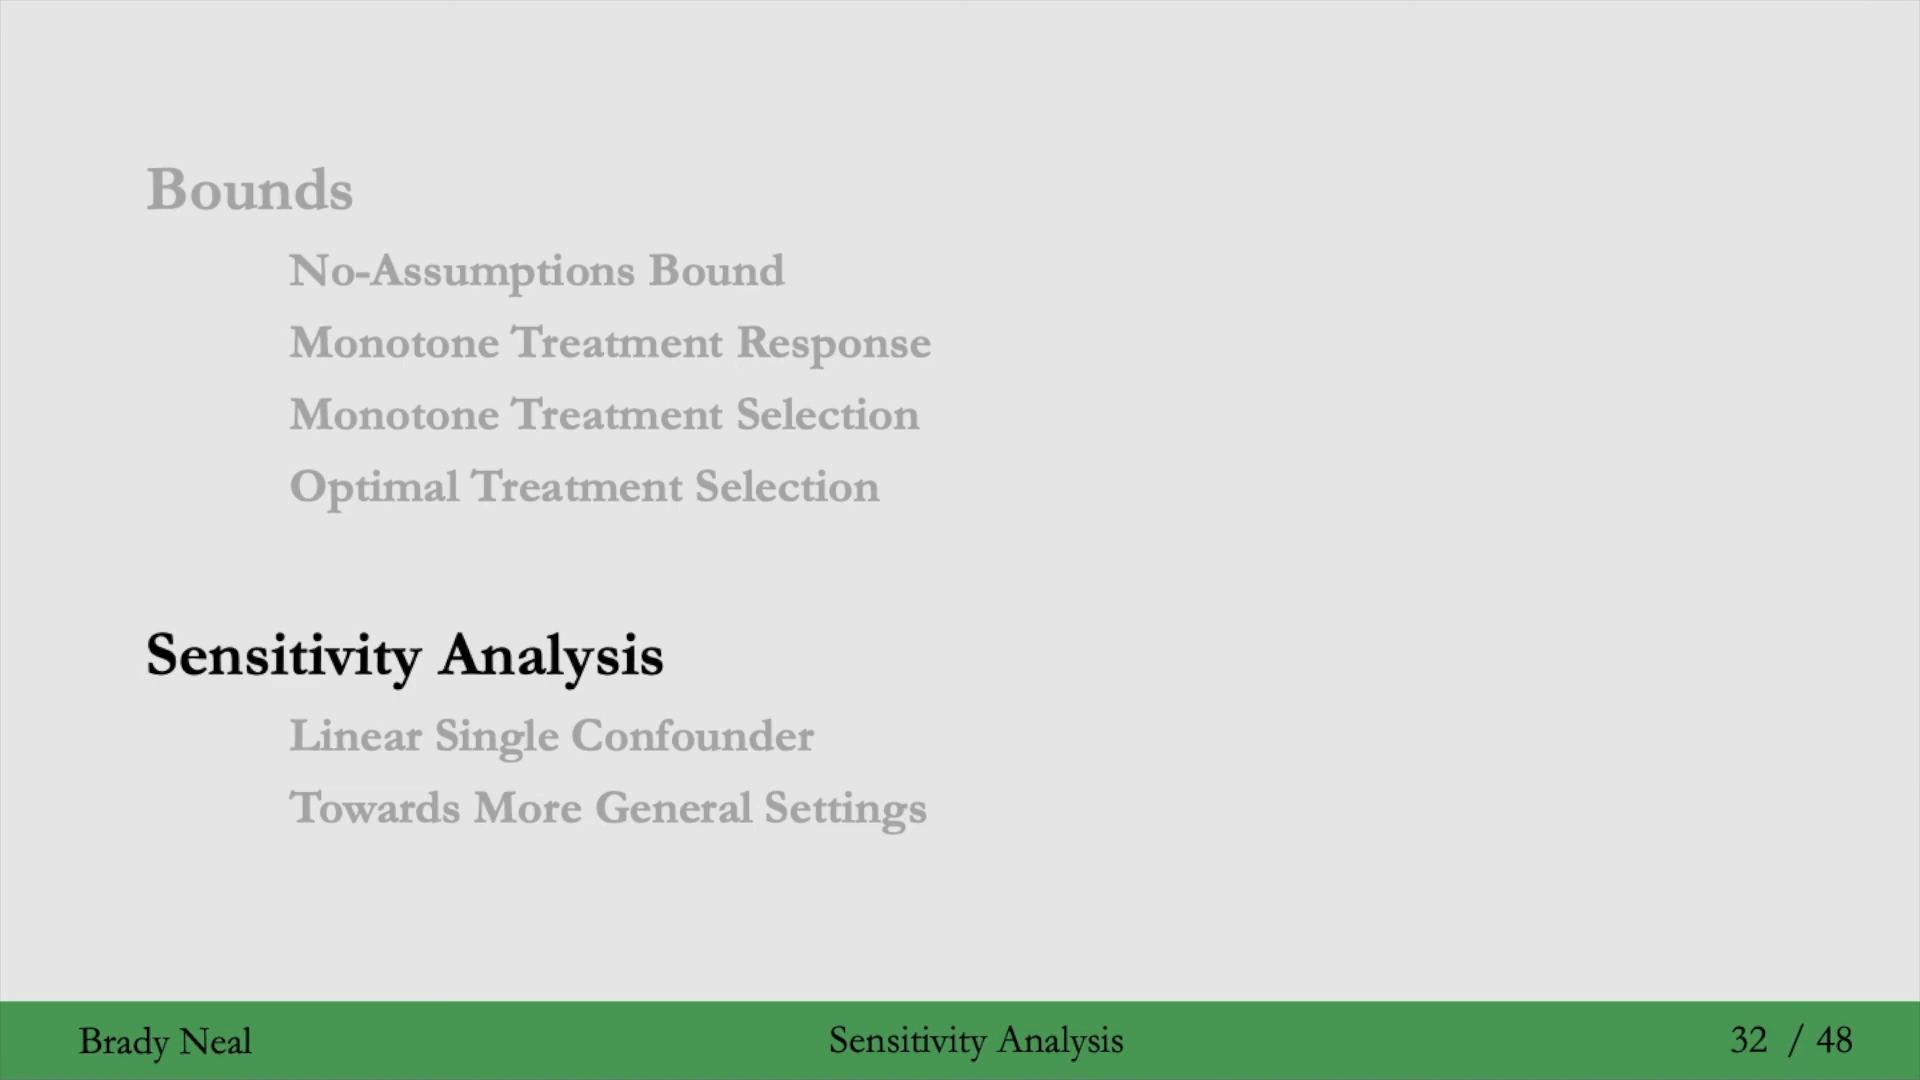 Bounds
No-Assumptions Bound
Monotone Treatment Response
Monotone Treatment Selection
Optimal Treatment Selection
Sensitivity Analysis
Linear Single Confounder
Towards More General Settings
Brady Neal
Sensitivity Analysis
32 / 48